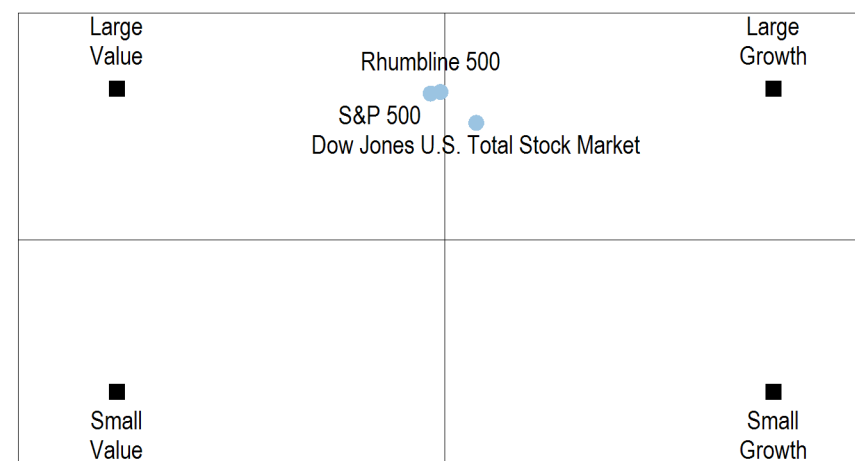 Large
Value
Large
Growth
Rhumbline 500
S&P 500
Dow Jones U.S. Total Stock Market
Small
Value
Small
Growth